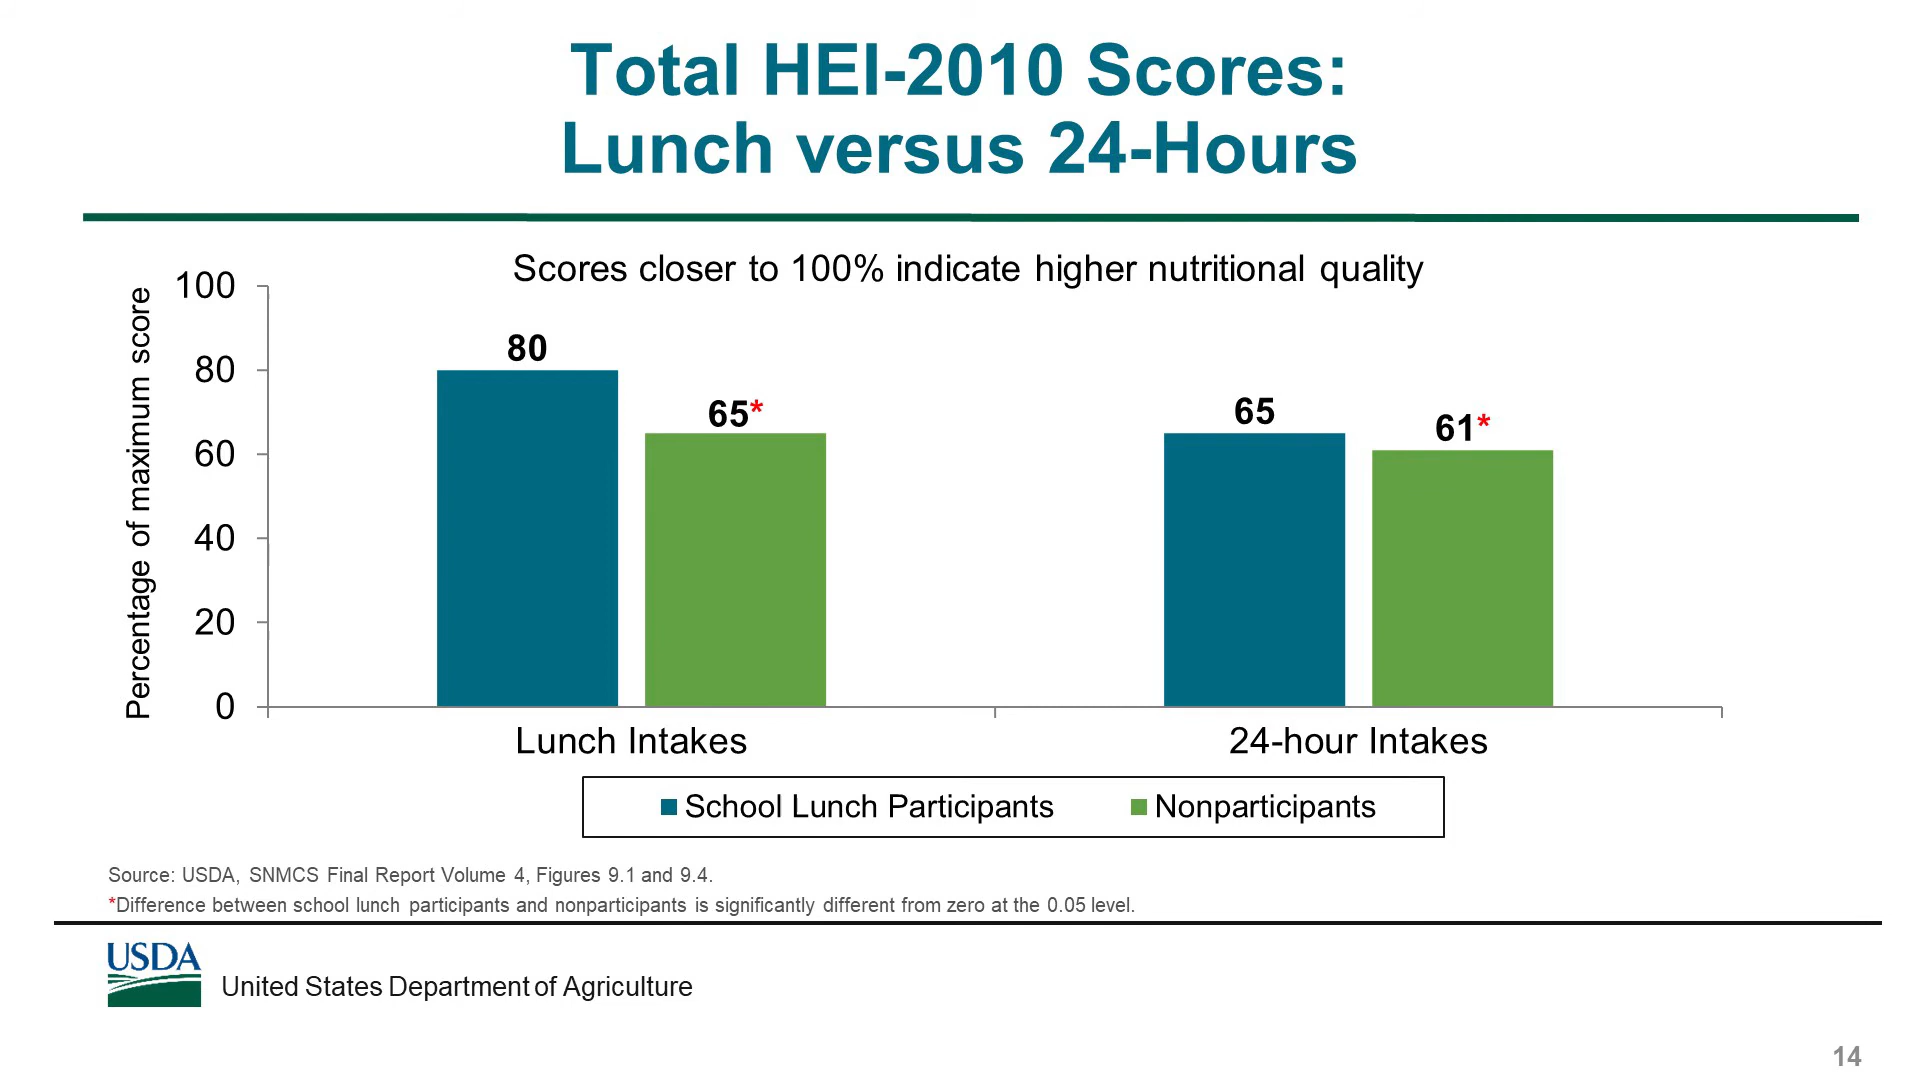 Total HEI-2010 Scores:
Lunch versus 24-Hours
Scores closer to 100% indicate higher nutritional quality
Percentage of maximum score
100
80
60
40
20
0
80
65*
65
61*
Lunch Intakes
24-hour Intakes
School Lunch Participants
Nonparticipants
Source: USDA, SNMCS Final Report Volume 4, Figures 9.1 and 9.4.
*Difference between school lunch participants and nonparticipants is significantly different from zero at the 0.05 level.
USDA
United States Department of Agriculture
14